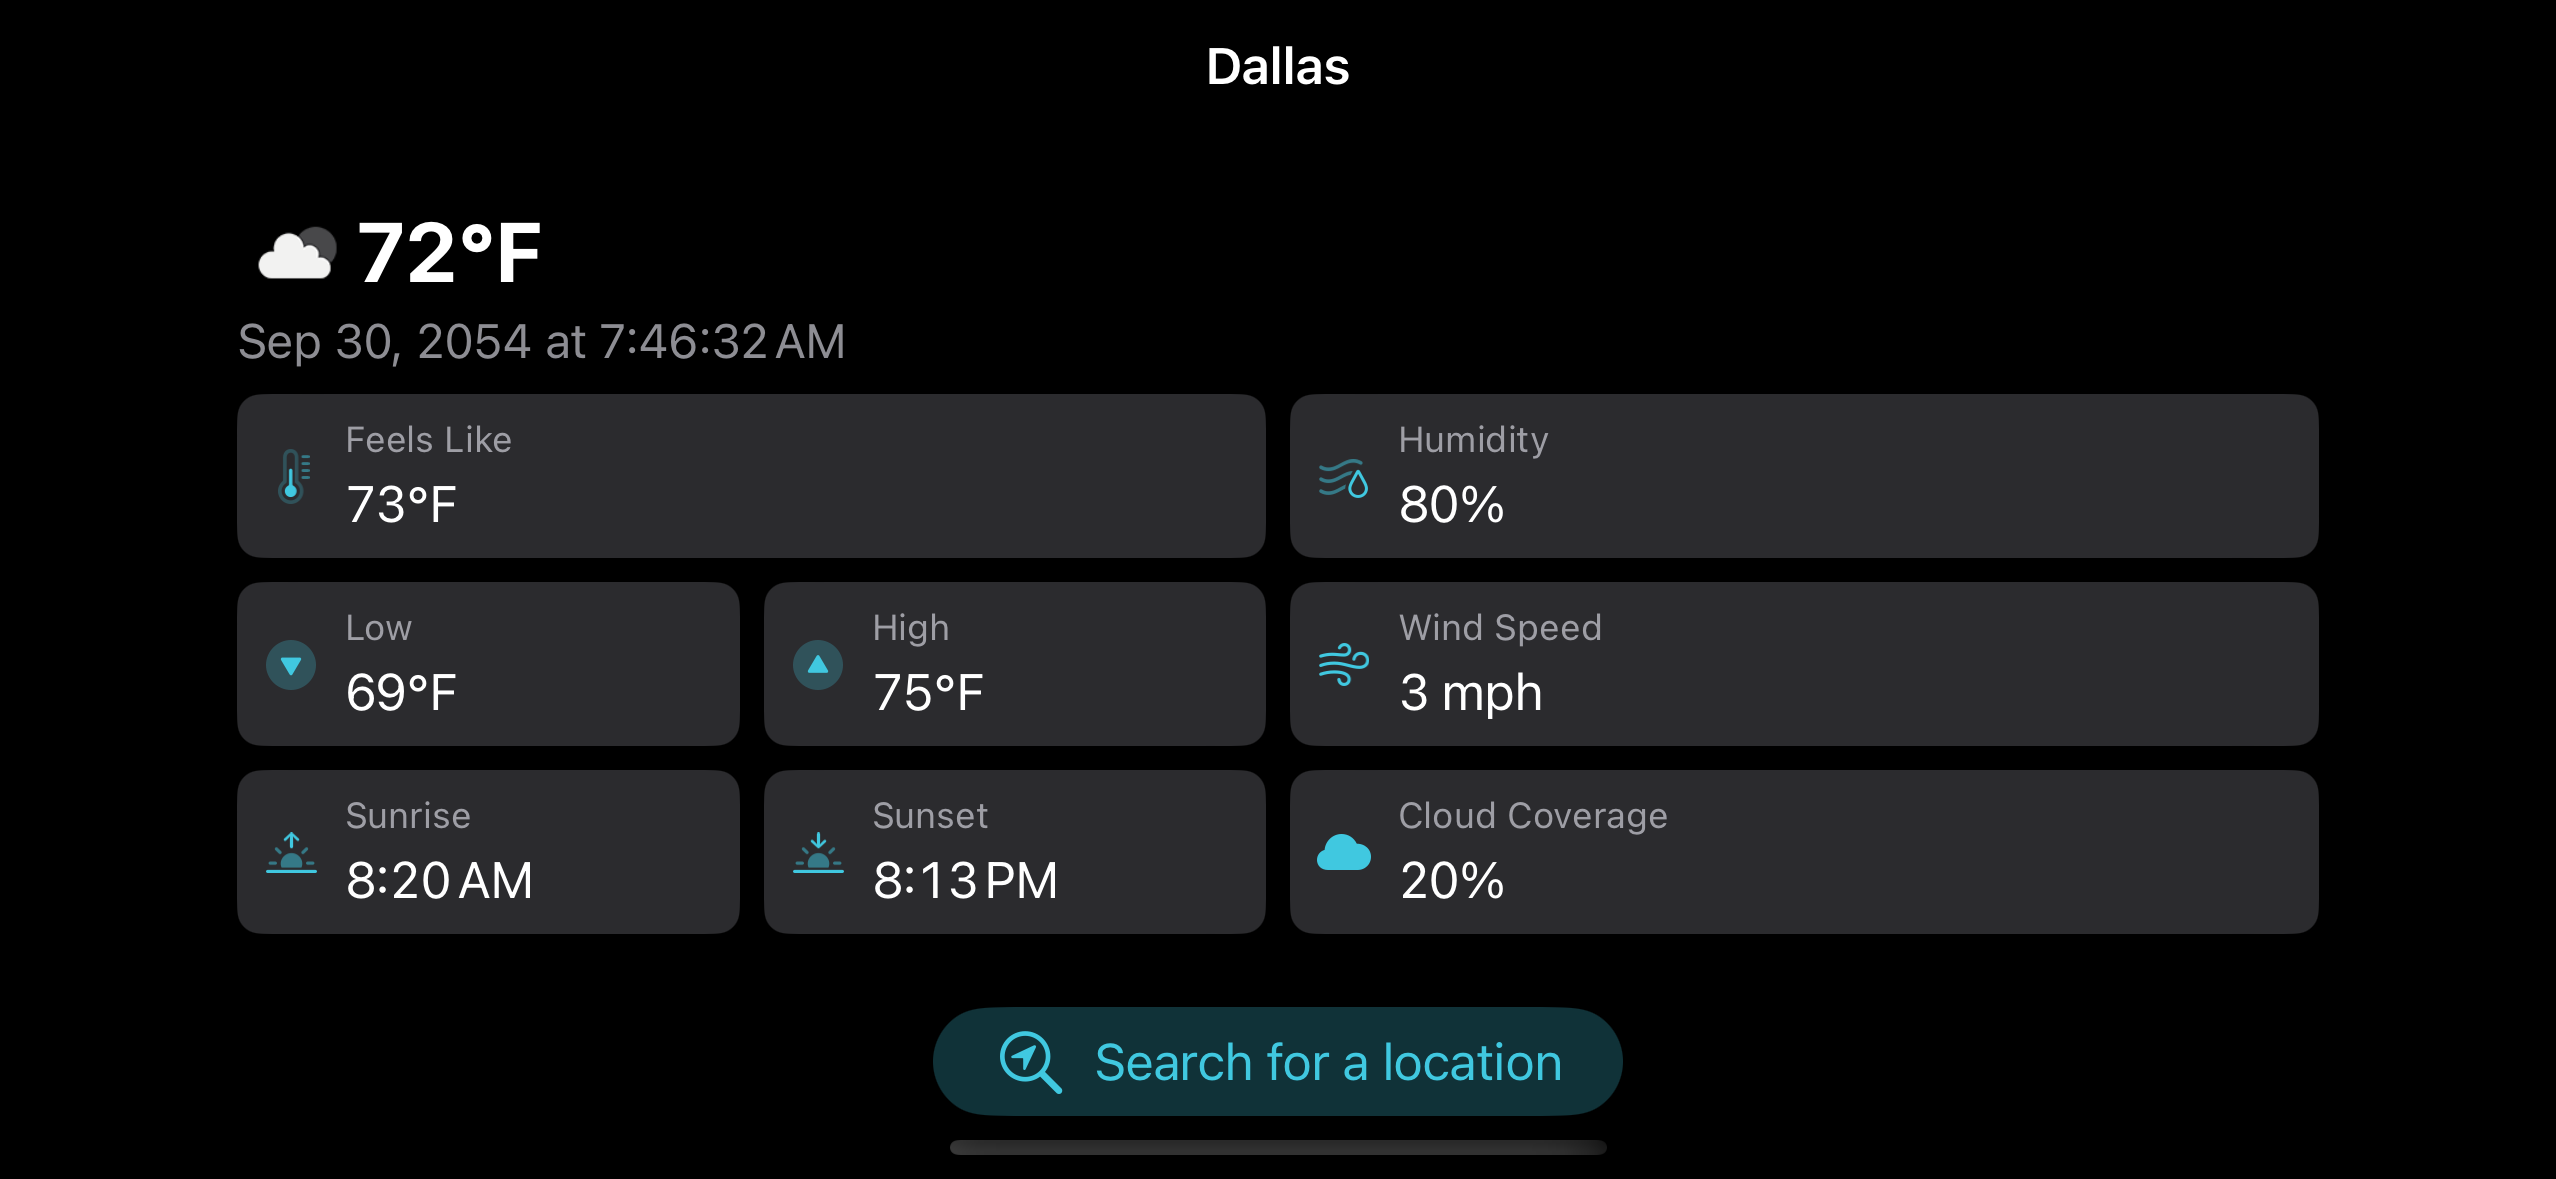 Dallas
72°F
Sep 30, 2054 at 7:46:32 AM
Feels Like
73°F
Humidity
80%
Low
69°F
High
75°F
Wind Speed
3 mph
Sunrise
8:20 AM
Sunset
8:13 PM
Cloud Coverage
20%
Search for a location